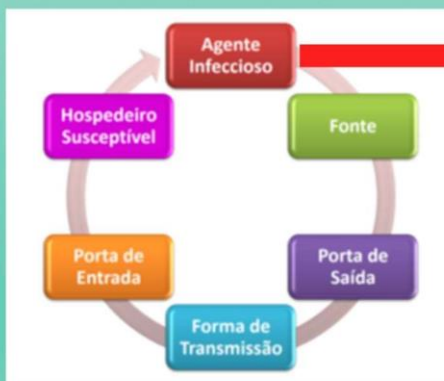 Agente
Infeccioso
Fonte
Porta de
Saída
Forma de
Transmissão
Porta de
Entrada
Hospedeiro
Susceptível